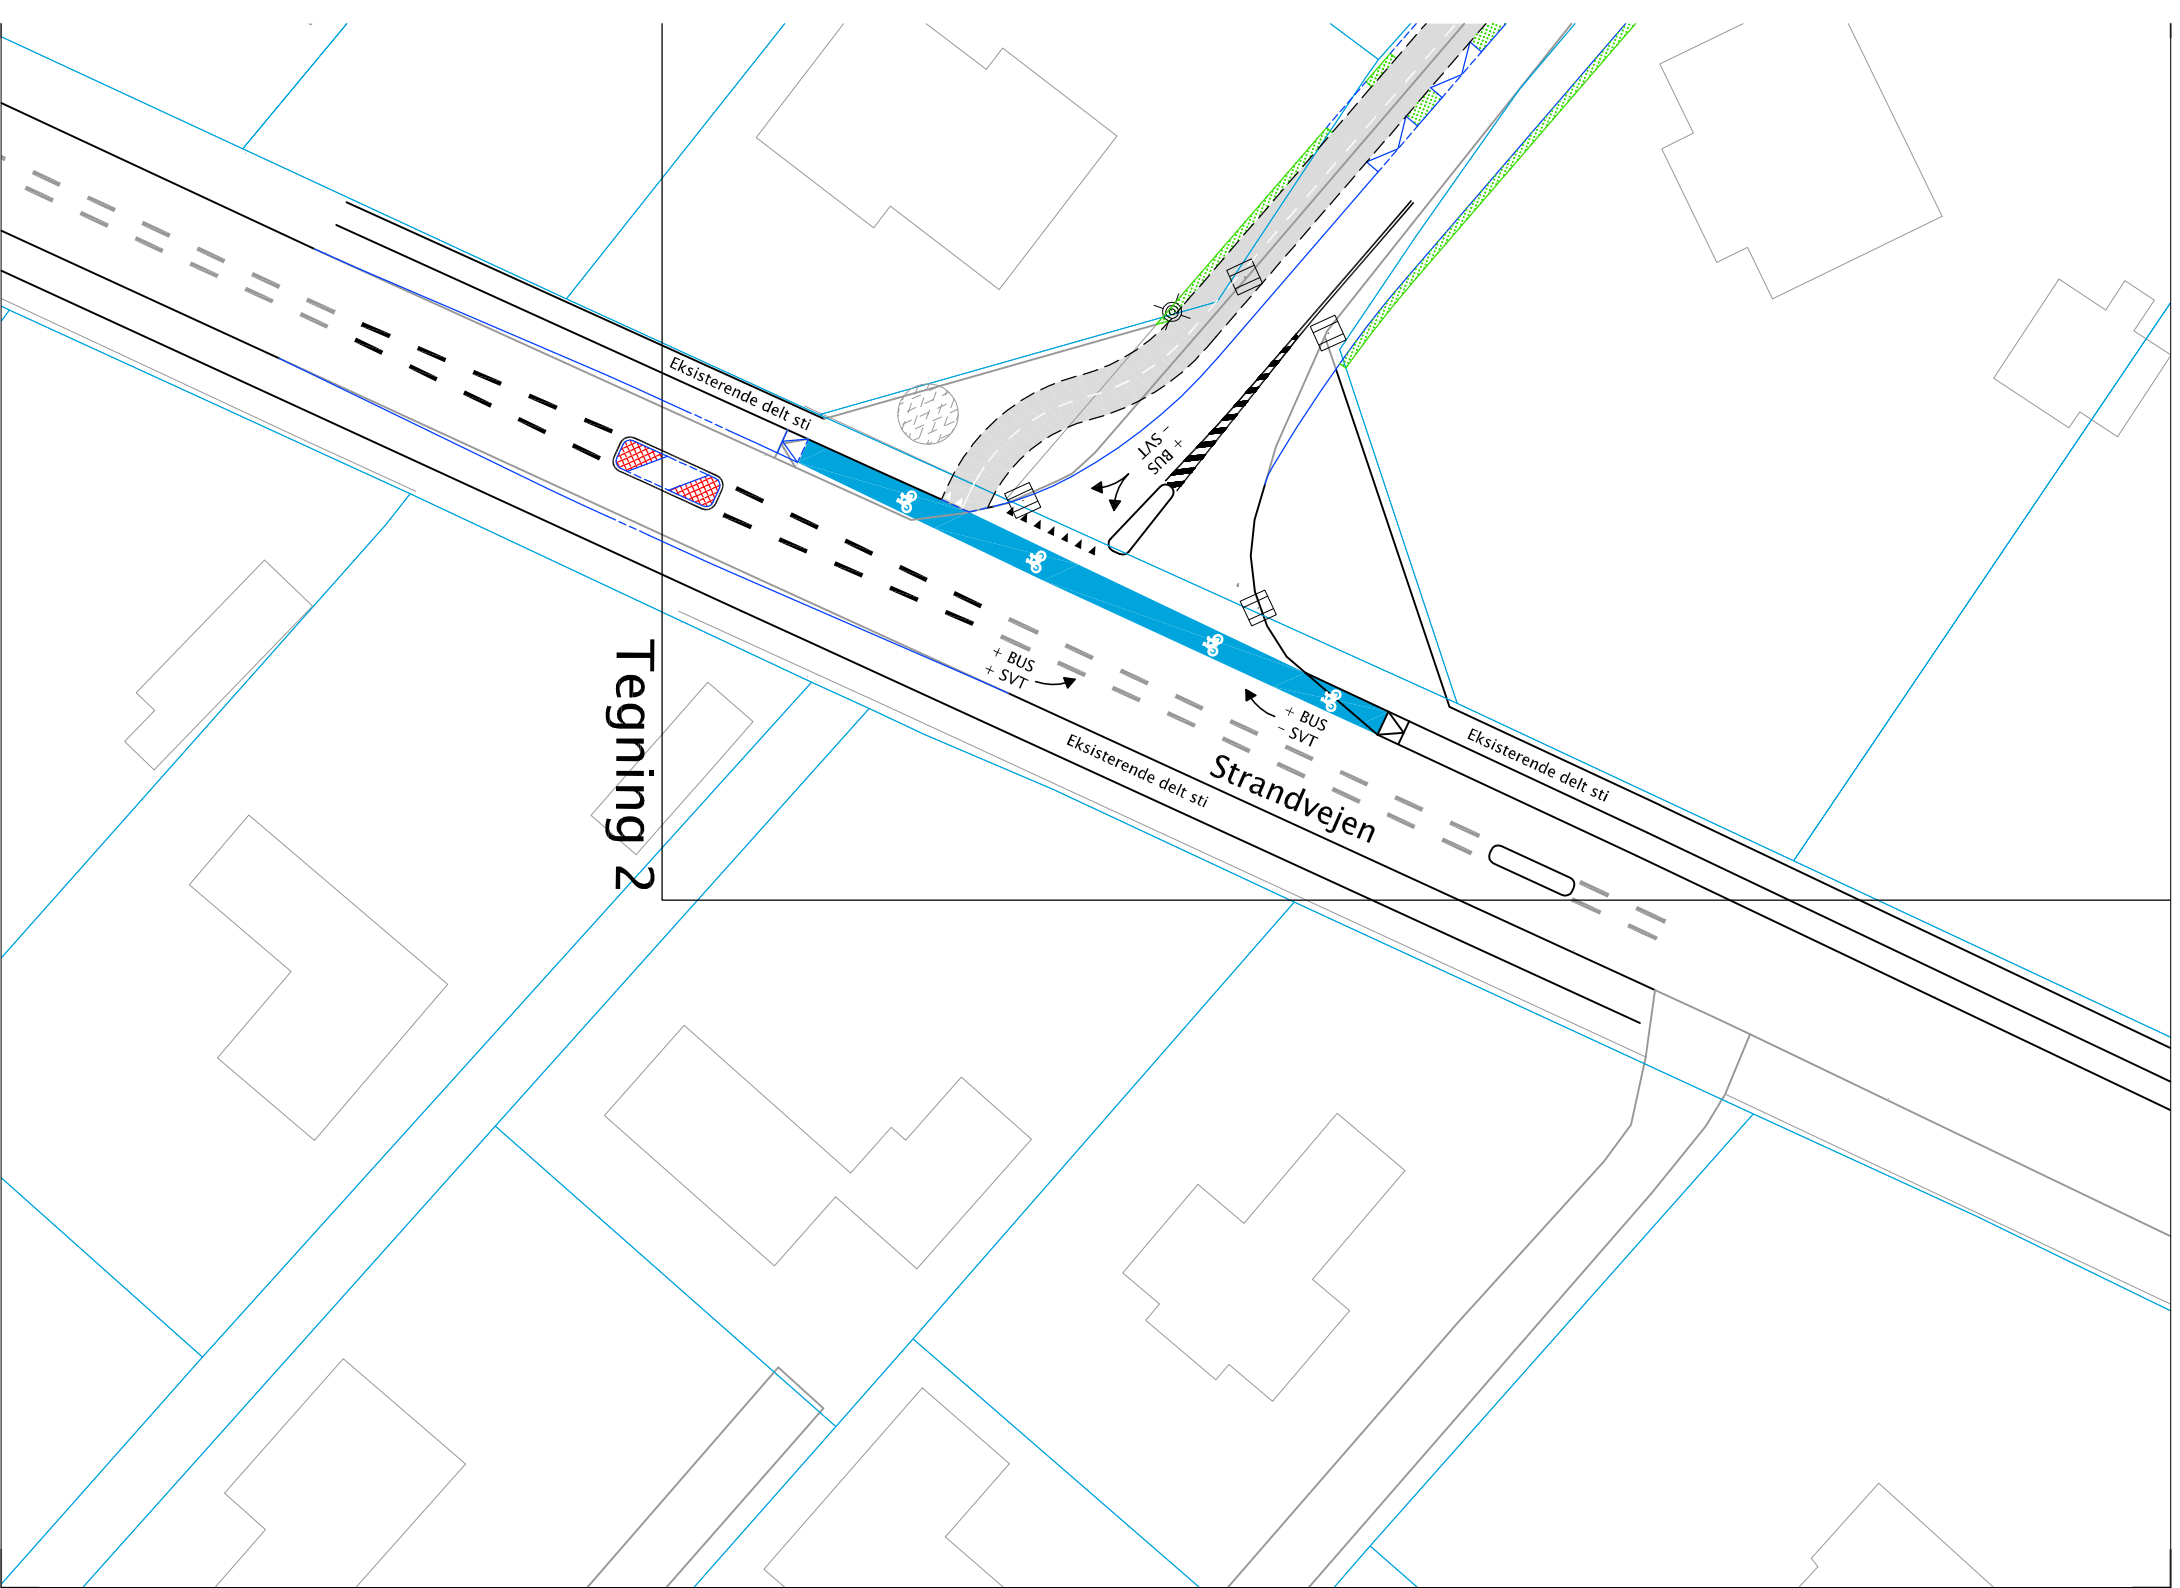 Eksisterende delt sti
+ BUS
− SVT
+ BUS
+ SVT
+ BUS
− SVT
Eksisterende delt sti
Eksisterende delt sti
Strandvejen
Tegning 2